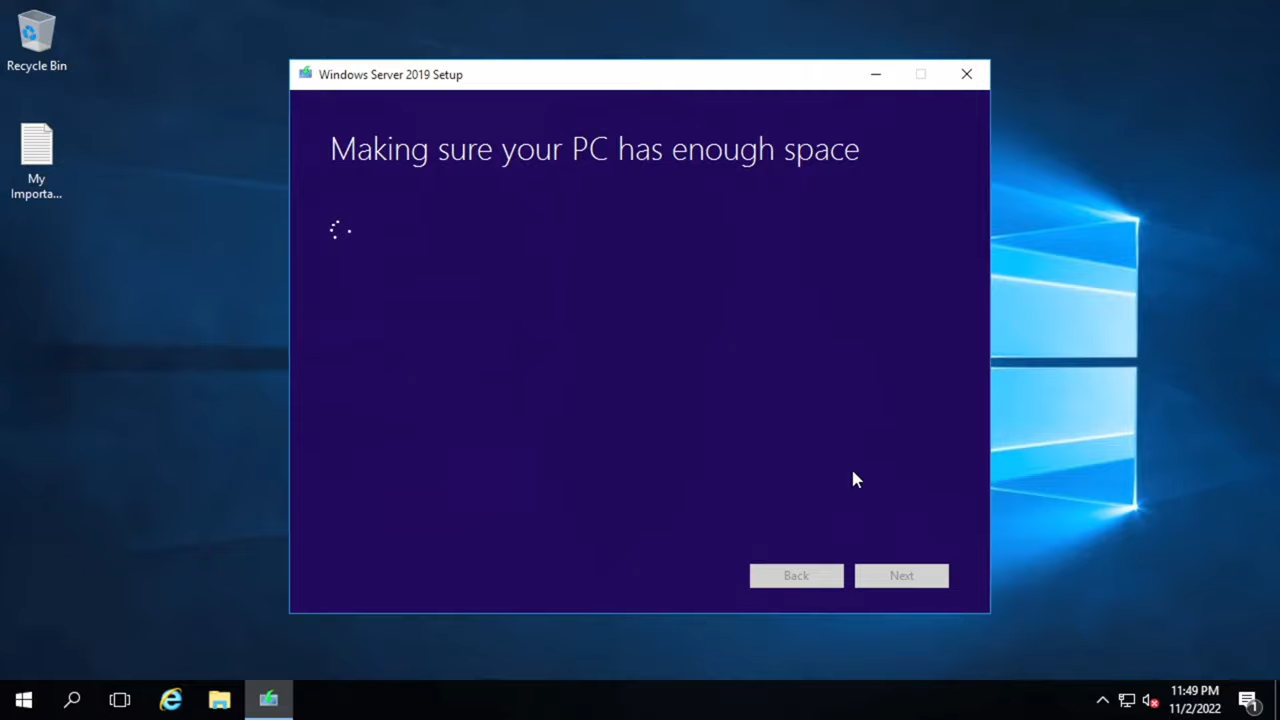 Recycle Bin
My
Importa...
Windows Server 2019 Setup
Making sure your PC has enough space
Back
Next
11:49 PM
11/2/2022
1